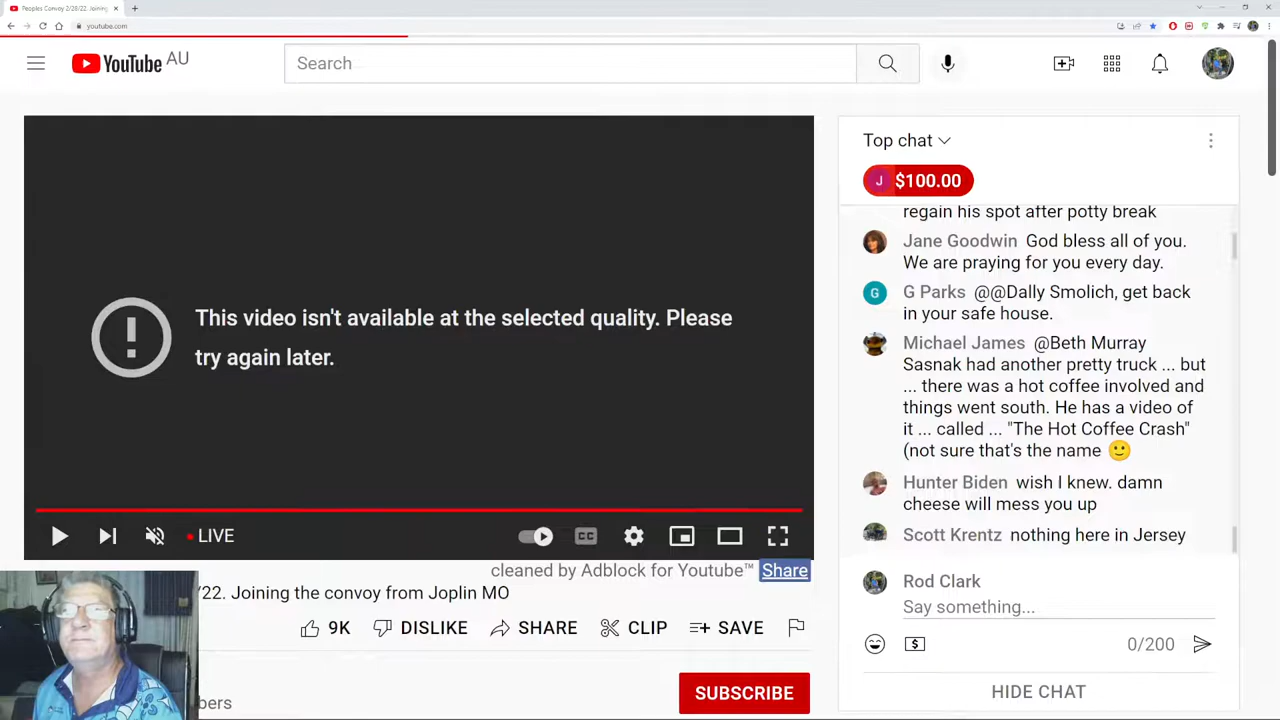 Peoples Convoy 2/28/22. Joining
youtube.com
YouTube AU
Search
This video isn't available at the selected quality. Please
try again later.
LIVE
CC
cleaned by Adblock for Youtube™ Share
/22. Joining the convoy from Joplin MO
9K DISLIKE SHARE CLIP SAVE
bers
SUBSCRIBE
Top chat
J $100.00
regain his spot after potty break
Jane Goodwin God bless all of you.
We are praying for you every day.
G G Parks @@Dally Smolich, get back
in your safe house.
Michael James @Beth Murray
Sasnak had another pretty truck ... but
... there was a hot coffee involved and
things went south. He has a video of
it ... called ... "The Hot Coffee Crash"
(not sure that's the name 🙂
Hunter Biden wish I knew. damn
cheese will mess you up
Scott Krentz nothing here in Jersey
Rod Clark
Say something...
0/200
HIDE CHAT